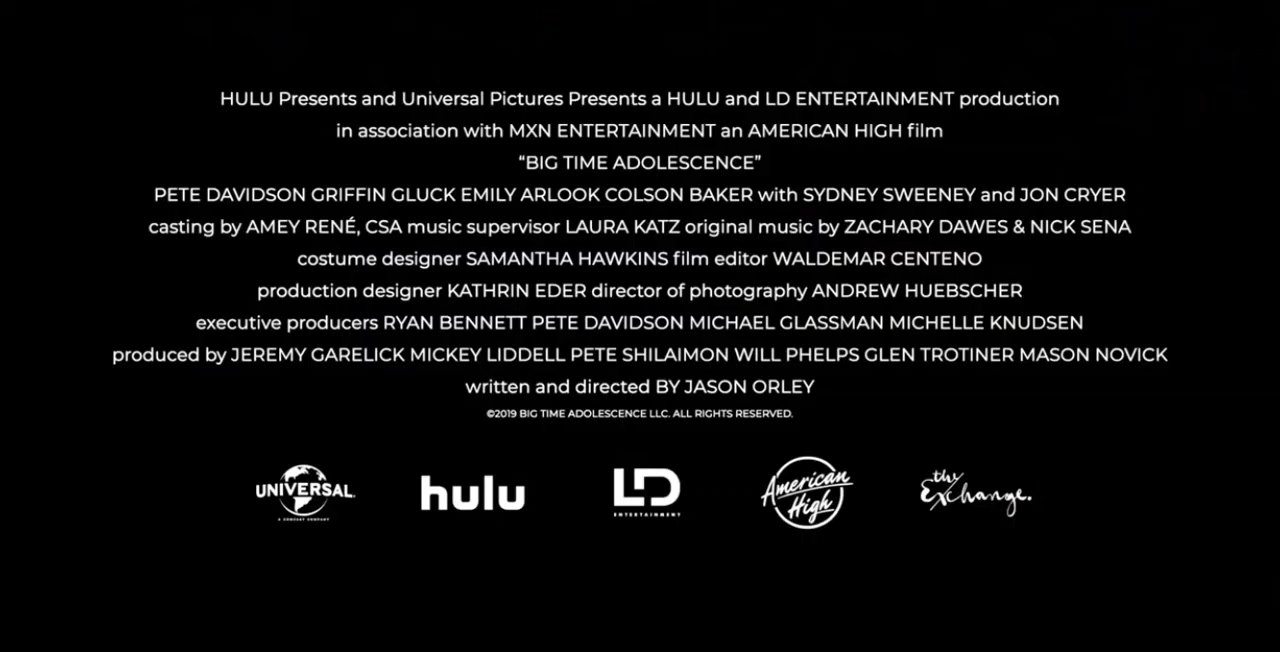 HULU Presents and Universal Pictures Presents a HULU and LD ENTERTAINMENT production
in association with MXN ENTERTAINMENT an AMERICAN HIGH film
“BIG TIME ADOLESCENCE”
PETE DAVIDSON GRIFFIN GLUCK EMILY ARLOOK COLSON BAKER with SYDNEY SWEENEY and JON CRYER
casting by AMEY RENÉ, CSA music supervisor LAURA KATZ original music by ZACHARY DAWES & NICK SENA
costume designer SAMANTHA HAWKINS film editor WALDEMAR CENTENO
production designer KATHRIN EDER director of photography ANDREW HUEBSCHER
executive producers RYAN BENNETT PETE DAVIDSON MICHAEL GLASSMAN MICHELLE KNUDSEN
produced by JEREMY GARELICK MICKEY LIDDELL PETE SHILAIMON WILL PHELPS GLEN TROTINER MASON NOVICK
written and directed BY JASON ORLEY
©2019 BIG TIME ADOLESCENCE LLC. ALL RIGHTS RESERVED.
UNIVERSAL
A COMCAST COMPANY
hulu
LD
ENTERTAINMENT
American
High
the
Exchange.